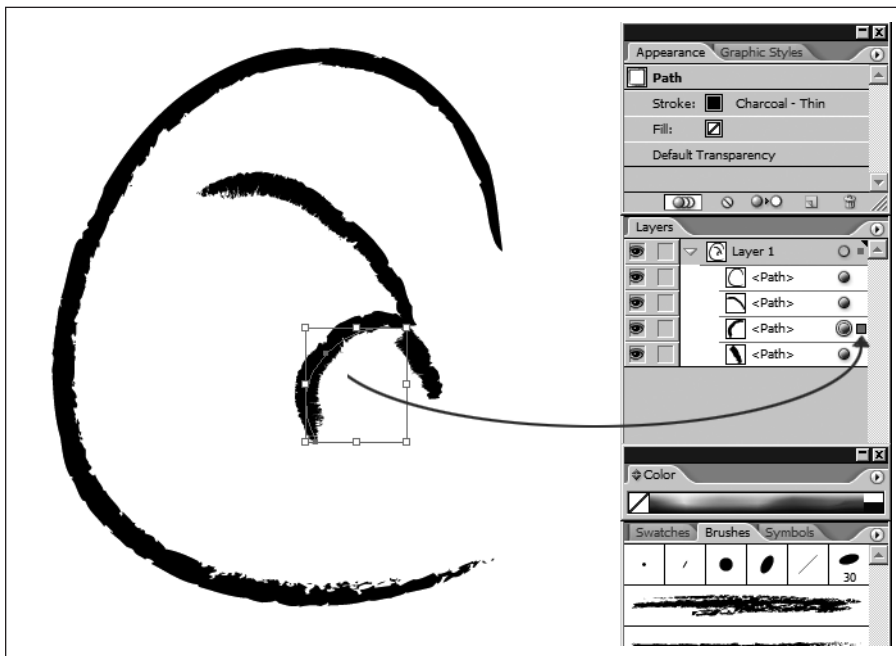 Appearance Graphic Styles
Path
Stroke: Charcoal - Thin
Fill:
Default Transparency
Layers
Layer 1
<Path>
<Path>
<Path>
<Path>
Color
Swatches Brushes Symbols
30